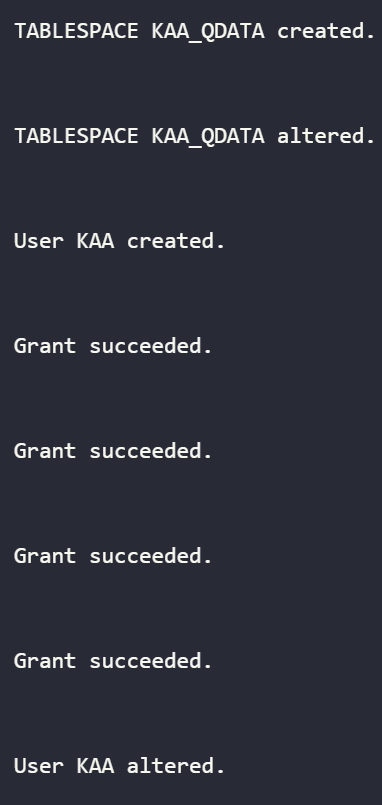 TABLESPACE KAA_QDATA created.
TABLESPACE KAA_QDATA altered.
User KAA created.
Grant succeeded.
Grant succeeded.
Grant succeeded.
Grant succeeded.
User KAA altered.